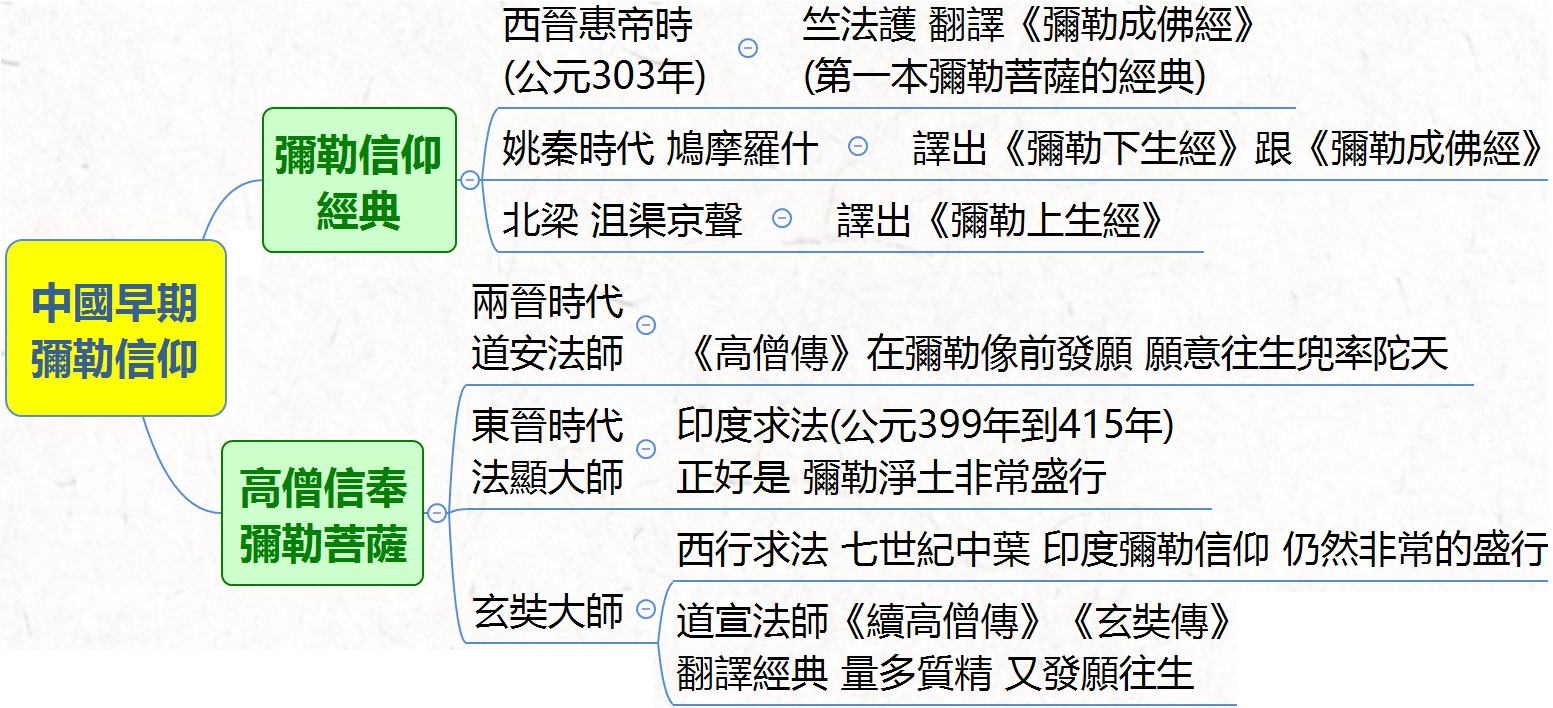 中國早期
彌勒信仰
彌勒信仰
經典
西晉惠帝時
(公元303年)
竺法護 翻譯《彌勒成佛經》
(第一本彌勒菩薩的經典)
姚秦時代 鳩摩羅什
譯出《彌勒下生經》跟《彌勒成佛經》
北梁 沮渠京聲
譯出《彌勒上生經》
高僧信奉
彌勒菩薩
兩晉時代
道安法師
《高僧傳》在彌勒像前發願 願意往生兜率陀天
東晉時代
法顯大師
印度求法(公元399年到415年)
正好是 彌勒淨土非常盛行
玄奘大師
西行求法 七世紀中葉 印度彌勒信仰 仍然非常的盛行
道宣法師《續高僧傳》《玄奘傳》
翻譯經典 量多質精 又發願往生